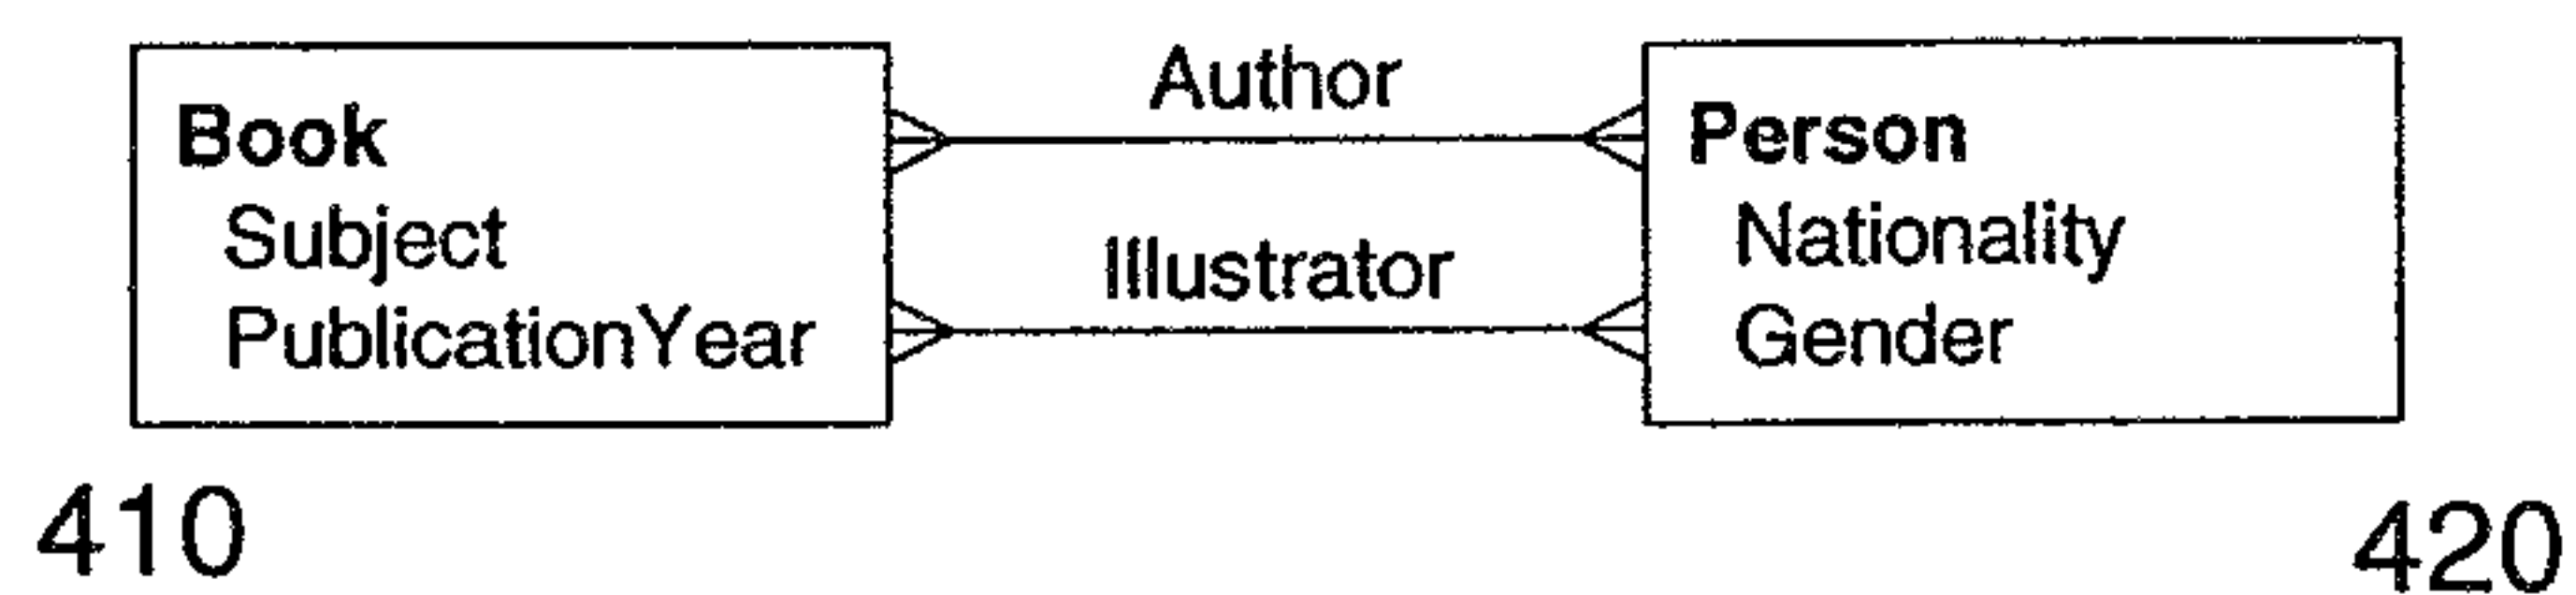 Book
Subject
PublicationYear
Author
Illustrator
Person
Nationality
Gender
410
420